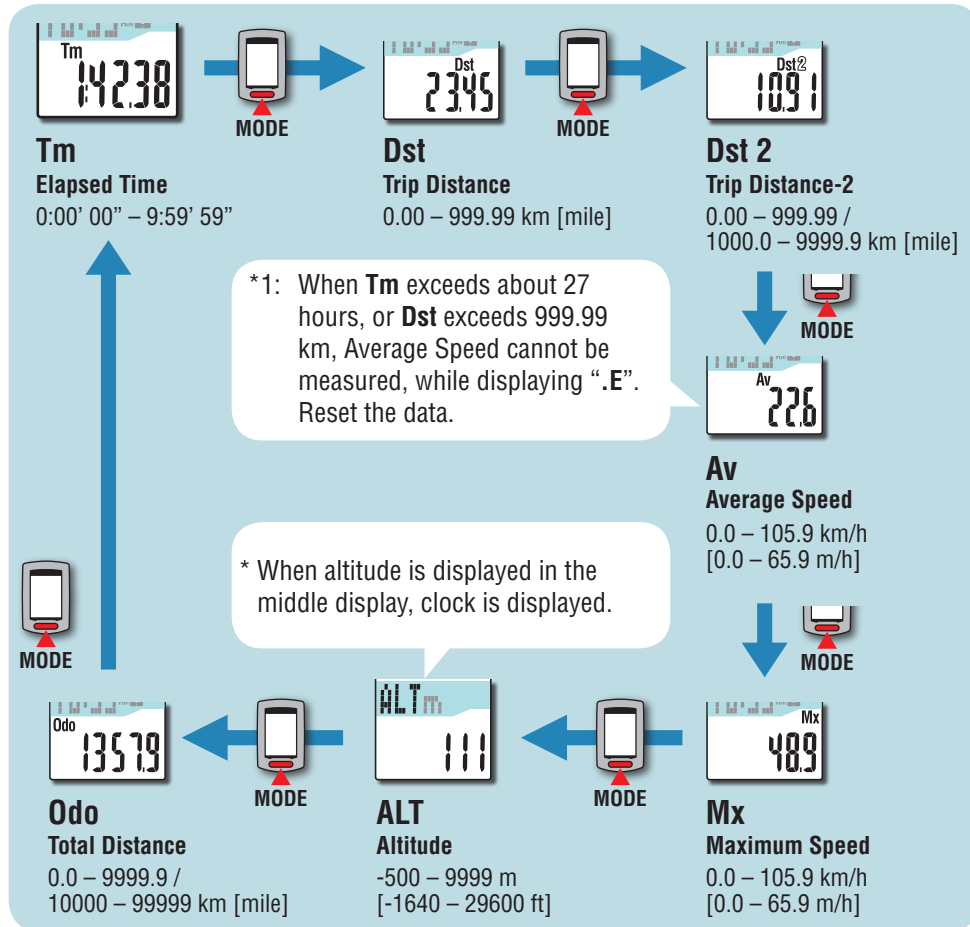 Tm
1:42.38
MODE
Dst
23.45
MODE
Dst2
10.91
Tm
Elapsed Time
0:00’ 00” – 9:59’ 59”
Dst
Trip Distance
0.00 – 999.99 km [mile]
Dst 2
Trip Distance-2
0.00 – 999.99 /
1000.0 – 9999.9 km [mile]
MODE
*1: When Tm exceeds about 27
hours, or Dst exceeds 999.99
km, Average Speed cannot be
measured, while displaying “.E”.
Reset the data.
Av
22.6
Av
Average Speed
0.0 – 105.9 km/h
[0.0 – 65.9 m/h]
MODE
* When altitude is displayed in the
middle display, clock is displayed.
MODE
Odo
1357.9
MODE
ALTm
111
MODE
Mx
48.9
Odo
Total Distance
0.0 – 9999.9 /
10000 – 99999 km [mile]
ALT
Altitude
-500 – 9999 m
[-1640 – 29600 ft]
Mx
Maximum Speed
0.0 – 105.9 km/h
[0.0 – 65.9 m/h]